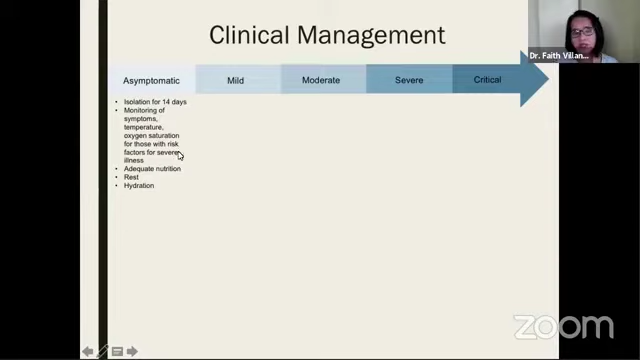 Clinical Management
Dr. Faith Villan...
Asymptomatic
Mild
Moderate
Severe
Critical
• Isolation for 14 days
• Monitoring of
symptoms,
temperature,
oxygen saturation
for those with risk
factors for severe
illness
• Adequate nutrition
• Rest
• Hydration
zoom